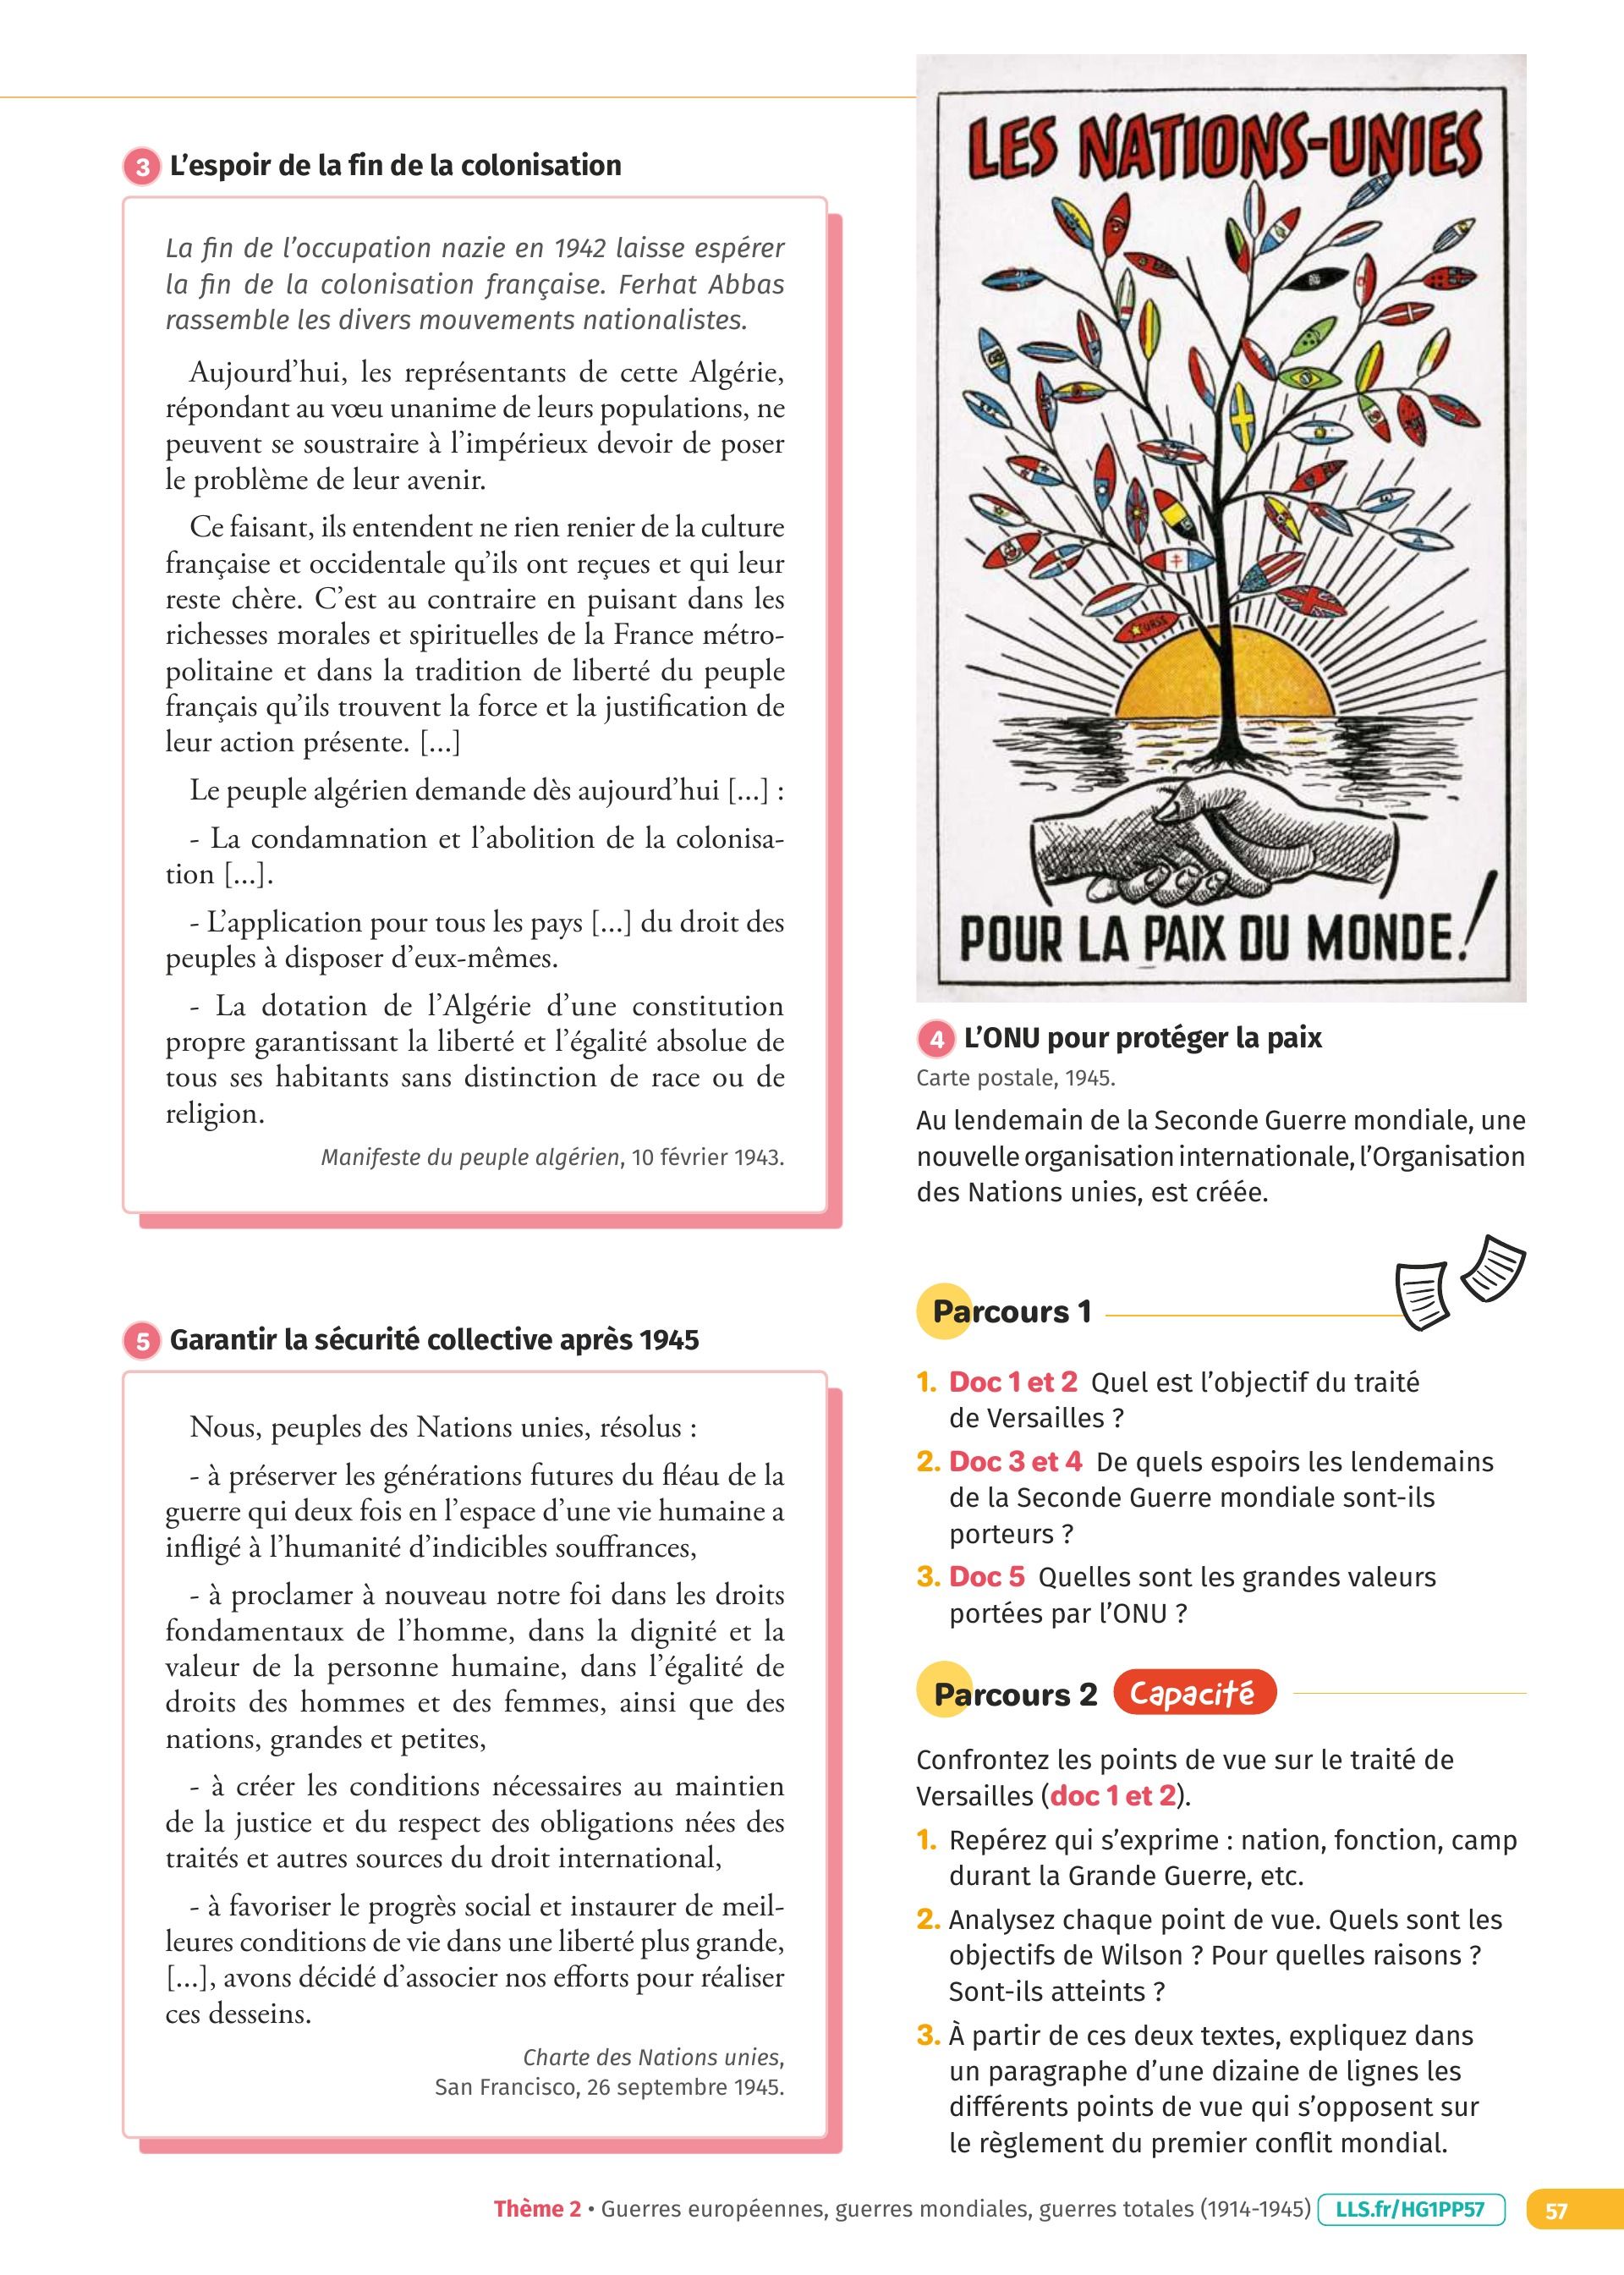 3 L’espoir de la fin de la colonisation
La fin de l’occupation nazie en 1942 laisse espérer
la fin de la colonisation française. Ferhat Abbas
rassemble les divers mouvements nationalistes.
Aujourd’hui, les représentants de cette Algérie,
répondant au vœu unanime de leurs populations, ne
peuvent se soustraire à l’impérieux devoir de poser
le problème de leur avenir.
Ce faisant, ils entendent ne rien renier de la culture
française et occidentale qu’ils ont reçues et qui leur
reste chère. C’est au contraire en puisant dans les
richesses morales et spirituelles de la France métro-
politaine et dans la tradition de liberté du peuple
français qu’ils trouvent la force et la justification de
leur action présente. [...]
Le peuple algérien demande dès aujourd’hui [...] :
- La condamnation et l’abolition de la colonisa-
tion [...].
- L’application pour tous les pays [...] du droit des
peuples à disposer d’eux-mêmes.
- La dotation de l’Algérie d’une constitution
propre garantissant la liberté et l’égalité absolue de
tous ses habitants sans distinction de race ou de
religion.
Manifeste du peuple algérien, 10 février 1943.
5 Garantir la sécurité collective après 1945
Nous, peuples des Nations unies, résolus :
- à préserver les générations futures du fléau de la
guerre qui deux fois en l’espace d’une vie humaine a
infligé à l’humanité d’indicibles souffrances,
- à proclamer à nouveau notre foi dans les droits
fondamentaux de l’homme, dans la dignité et la
valeur de la personne humaine, dans l’égalité de
droits des hommes et des femmes, ainsi que des
nations, grandes et petites,
- à créer les conditions nécessaires au maintien
de la justice et du respect des obligations nées des
traités et autres sources du droit international,
- à favoriser le progrès social et instaurer de meil-
leures conditions de vie dans une liberté plus grande,
[...], avons décidé d’associer nos efforts pour réaliser
ces desseins.
Charte des Nations unies,
San Francisco, 26 septembre 1945.
LES NATIONS-UNIES
URSS
POUR LA PAIX DU MONDE !
4 L’ONU pour protéger la paix
Carte postale, 1945.
Au lendemain de la Seconde Guerre mondiale, une
nouvelle organisation internationale, l’Organisation
des Nations unies, est créée.
Parcours 1
1. Doc 1 et 2 Quel est l’objectif du traité
de Versailles ?
2. Doc 3 et 4 De quels espoirs les lendemains
de la Seconde Guerre mondiale sont-ils
porteurs ?
3. Doc 5 Quelles sont les grandes valeurs
portées par l’ONU ?
Parcours 2 Capacité
Confrontez les points de vue sur le traité de
Versailles (doc 1 et 2).
1. Repérez qui s’exprime : nation, fonction, camp
durant la Grande Guerre, etc.
2. Analysez chaque point de vue. Quels sont les
objectifs de Wilson ? Pour quelles raisons ?
Sont-ils atteints ?
3. À partir de ces deux textes, expliquez dans
un paragraphe d’une dizaine de lignes les
différents points de vue qui s’opposent sur
le règlement du premier conflit mondial.
Thème 2 • Guerres européennes, guerres mondiales, guerres totales (1914-1945) LLS.fr/HG1PP57 57